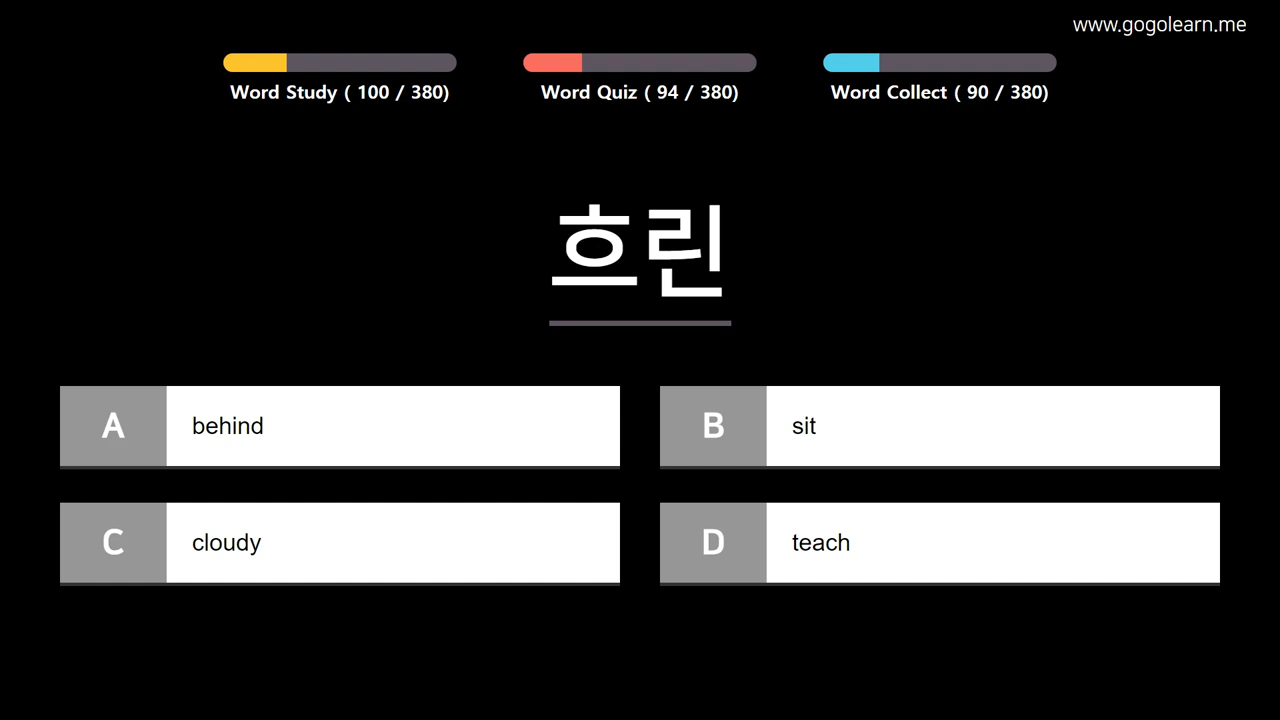 www.gogolearn.me
Word Study ( 100 / 380)
Word Quiz ( 94 / 380)
Word Collect ( 90 / 380)
흐린
A behind
B sit
C cloudy
D teach